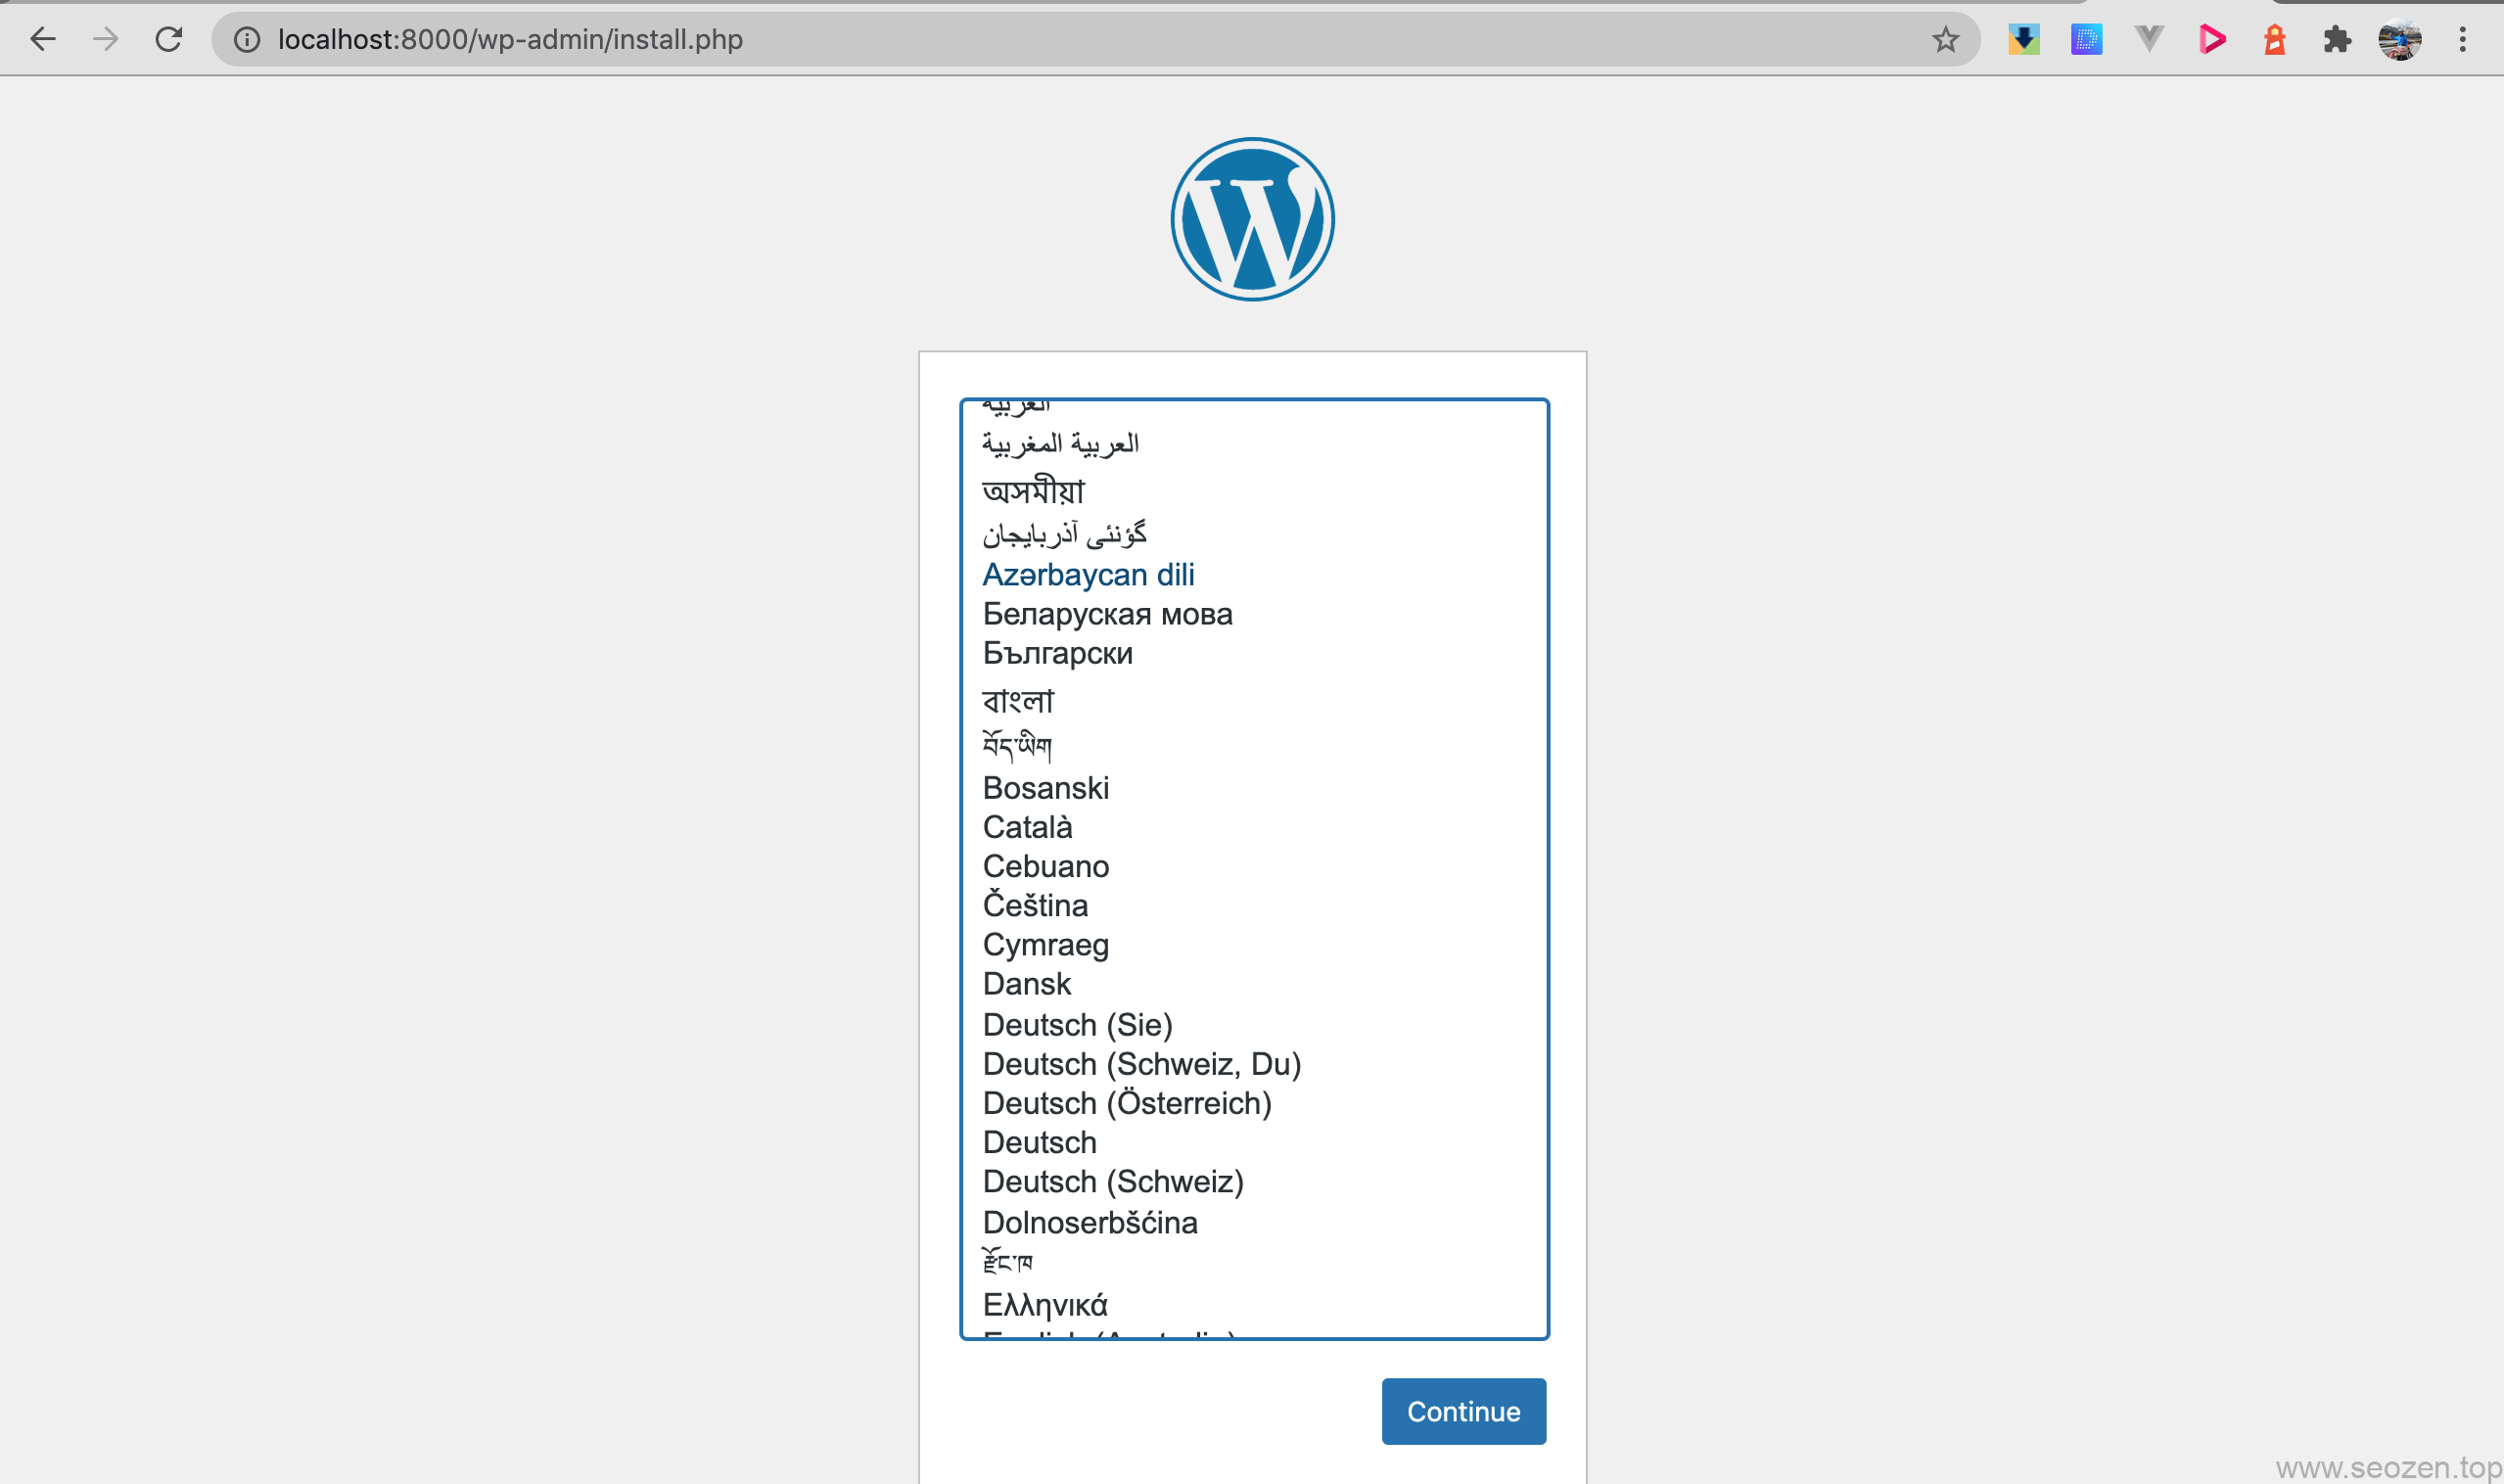 localhost:8000/wp-admin/install.php
العربية
العربية المغربية
অসমীয়া
گؤنئی آذربایجان
Azərbaycan dili
Беларуская мова
Български
বাংলা
བོད་ཡིག
Bosanski
Català
Cebuano
Čeština
Cymraeg
Dansk
Deutsch (Sie)
Deutsch (Schweiz, Du)
Deutsch (Österreich)
Deutsch
Deutsch (Schweiz)
Dolnoserbšćina
རྫོང་ཁ
Ελληνικά
English (Australia)
Continue
www.seozen.top